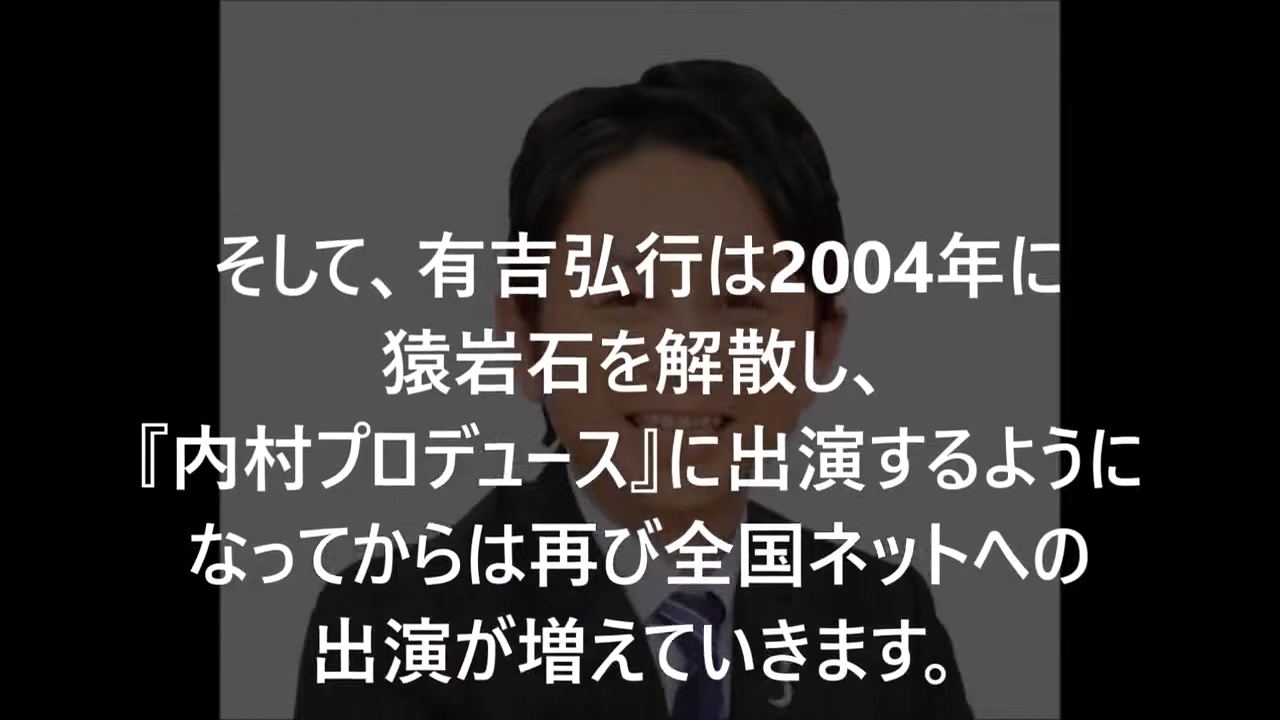 そして、有吉弘行は2004年に
猿岩石を解散し、
『内村プロデュース』に出演するように
なってからは再び全国ネットへの
出演が増えていきます。